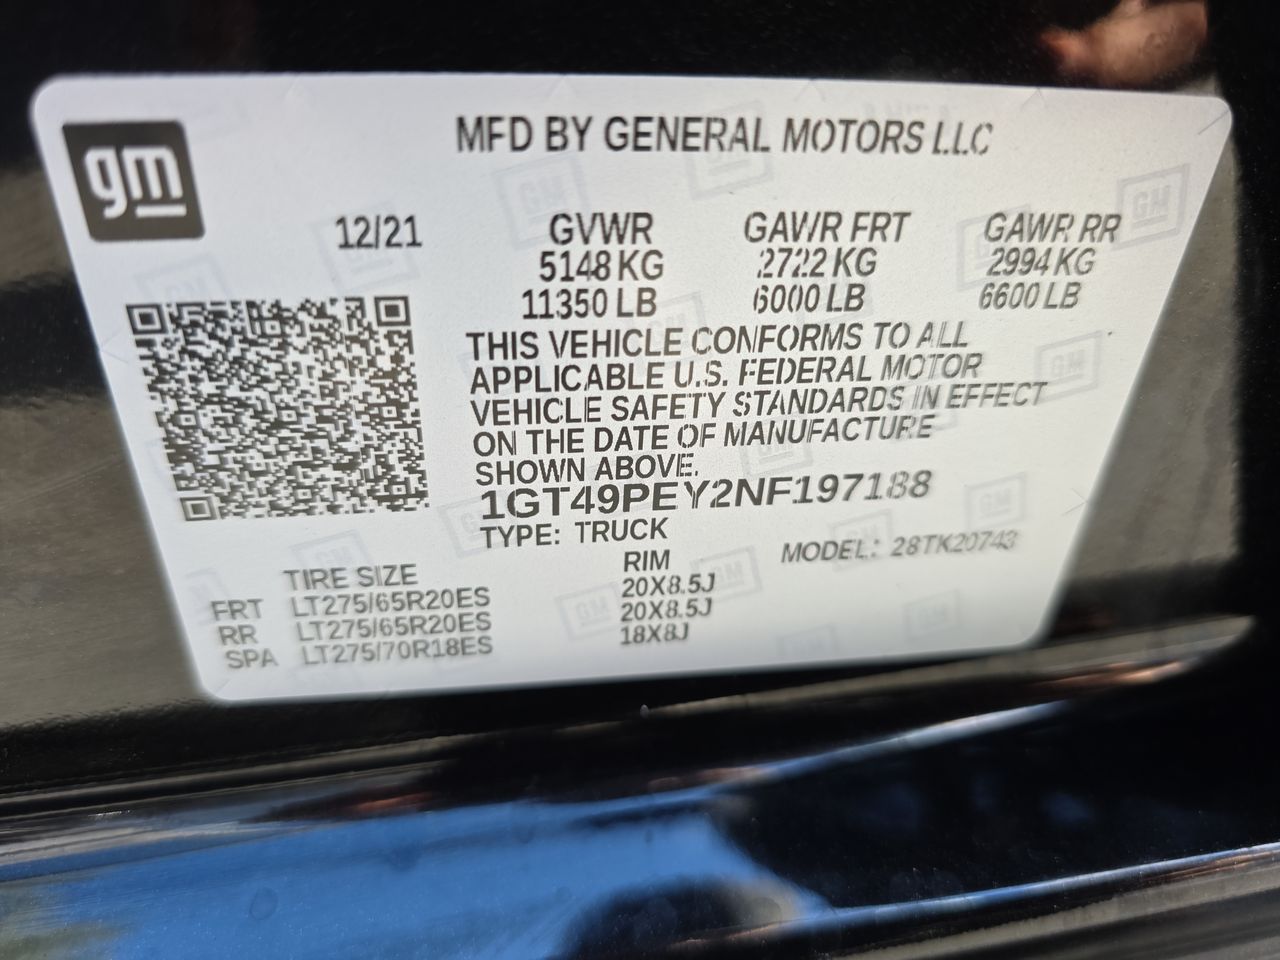 gm
MFD BY GENERAL MOTORS LLC
12/21 GVWR GAWR FRT GAWR RR
5148 KG 2722 KG 2994 KG
11350 LB 6000 LB 6600 LB
THIS VEHICLE CONFORMS TO ALL
APPLICABLE U.S. FEDERAL MOTOR
VEHICLE SAFETY STANDARDS IN EFFECT
ON THE DATE OF MANUFACTURE
SHOWN ABOVE.
1GT49PEY2NF197188
TYPE: TRUCK MODEL: 28TK20743
TIRE SIZE RIM
FRT LT275/65R20ES 20X8.5J
RR LT275/65R20ES 20X8.5J
SPA LT275/70R18ES 18X8J